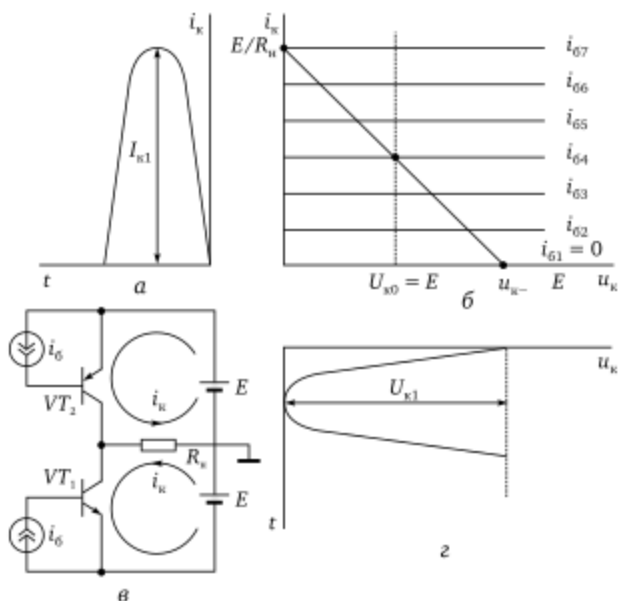 iк
Iк1
t
а
iк
E/Rн
iб7
iб6
iб5
iб4
iб3
iб2
iб1 = 0
Uк0 = E
uк−
E
uк
б
iб
VT2
iк
E
Rк
VT1
iк
E
iб
в
uк
Uк1
t
г